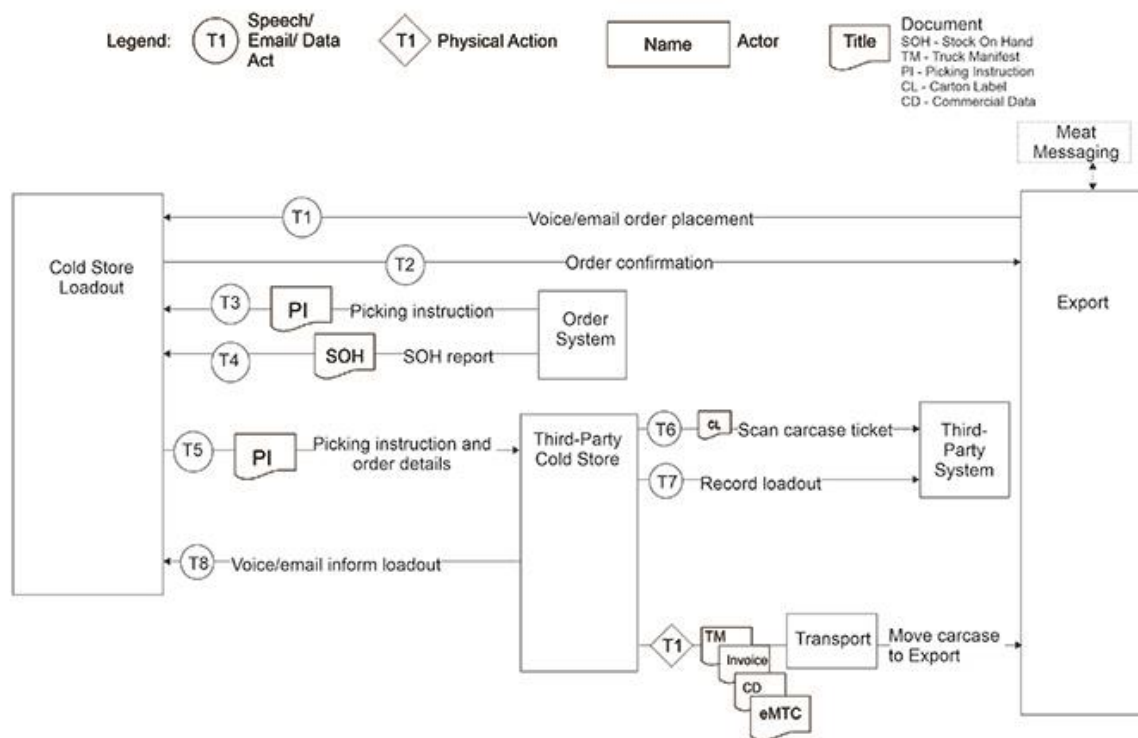 Legend:
T1
Speech/
Email/ Data
Act
T1
Physical Action
Name
Actor
Title
Document
SOH - Stock On Hand
TM - Truck Manifest
PI - Picking Instruction
CL - Carton Label
CD - Commercial Data
Meat
Messaging
Cold Store
Loadout
Export
T1
Voice/email order placement
T2
Order confirmation
T3
PI
Picking instruction
Order
System
T4
SOH
SOH report
T5
PI
Picking instruction and
order details
Third-Party
Cold Store
T6
CL
Scan carcase ticket
Third-
Party
System
T7
Record loadout
T8
Voice/email inform loadout
T1
TM
Invoice
CD
eMTC
Transport
Move carcase
to Export